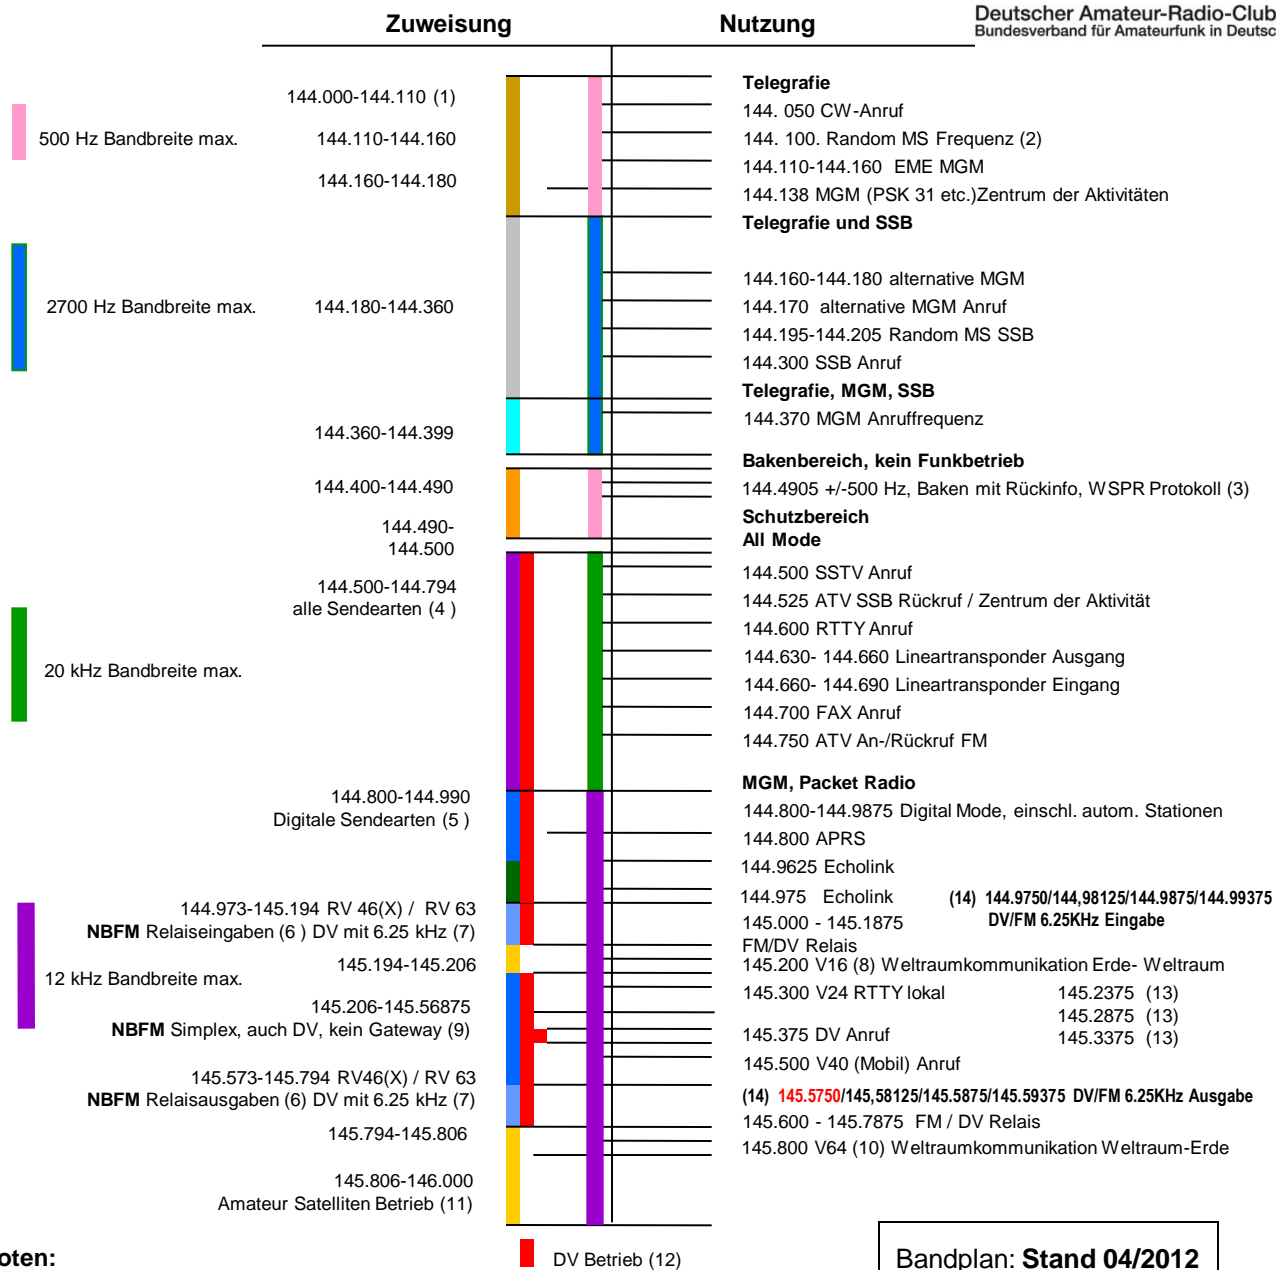 Zuweisung
Nutzung
Deutscher Amateur-Radio-Club
Bundesverband für Amateurfunk in Deutsc
500 Hz Bandbreite max.
2700 Hz Bandbreite max.
20 kHz Bandbreite max.
12 kHz Bandbreite max.
144.000-144.110 (1)
144.110-144.160
144.160-144.180
144.180-144.360
144.360-144.399
144.400-144.490
144.490-
144.500
144.500-144.794
alle Sendearten (4 )
144.800-144.990
Digitale Sendearten (5 )
144.973-145.194 RV 46(X) / RV 63
NBFM Relaiseingaben (6 ) DV mit 6.25 kHz (7)
145.194-145.206
145.206-145.56875
NBFM Simplex, auch DV, kein Gateway (9)
145.573-145.794 RV46(X) / RV 63
NBFM Relaisausgaben (6) DV mit 6.25 kHz (7)
145.794-145.806
145.806-146.000
Amateur Satelliten Betrieb (11)
Telegrafie
144. 050 CW-Anruf
144. 100. Random MS Frequenz (2)
144.110-144.160 EME MGM
144.138 MGM (PSK 31 etc.)Zentrum der Aktivitäten
Telegrafie und SSB
144.160-144.180 alternative MGM
144.170 alternative MGM Anruf
144.195-144.205 Random MS SSB
144.300 SSB Anruf
Telegrafie, MGM, SSB
144.370 MGM Anruffrequenz
Bakenbereich, kein Funkbetrieb
144.4905 +/-500 Hz, Baken mit Rückinfo, WSPR Protokoll (3)
Schutzbereich
All Mode
144.500 SSTV Anruf
144.525 ATV SSB Rückruf / Zentrum der Aktivität
144.600 RTTY Anruf
144.630- 144.660 Lineartransponder Ausgang
144.660- 144.690 Lineartransponder Eingang
144.700 FAX Anruf
144.750 ATV An-/Rückruf FM
MGM, Packet Radio
144.800-144.9875 Digital Mode, einschl. autom. Stationen
144.800 APRS
144.9625 Echolink
144.975 Echolink (14) 144.9750/144,98125/144.9875/144.99375
DV/FM 6.25KHz Eingabe
145.000 - 145.1875
FM/DV Relais
145.200 V16 (8) Weltraumkommunikation Erde- Weltraum
145.300 V24 RTTY lokal 145.2375 (13)
145.2875 (13)
145.375 DV Anruf 145.3375 (13)
145.500 V40 (Mobil) Anruf
(14) 145.5750/145,58125/145.5875/145.59375 DV/FM 6.25KHz Ausgabe
145.600 - 145.7875 FM / DV Relais
145.800 V64 (10) Weltraumkommunikation Weltraum-Erde
oten:
DV Betrieb (12)
Bandplan: Stand 04/2012